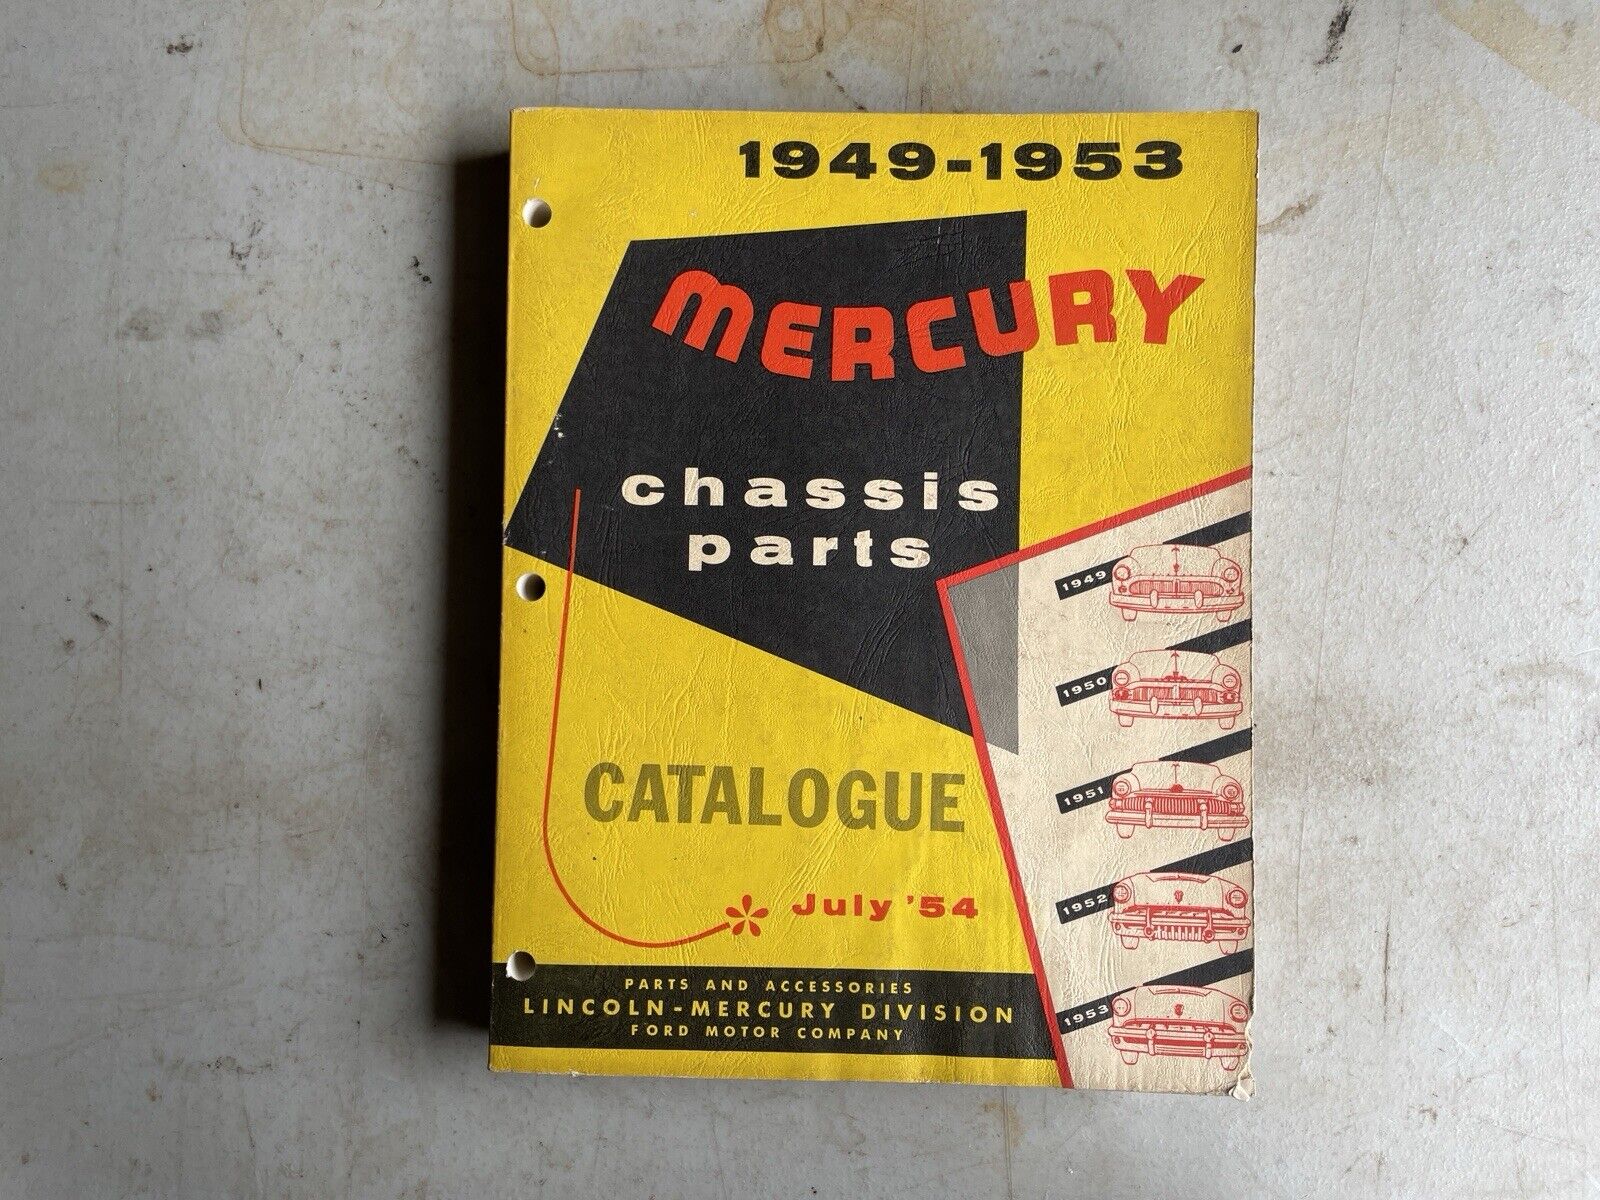 1949-1953
MERCURY
chassis
parts
1949
1950
1951
1952
1953
CATALOGUE
July '54
PARTS AND ACCESSORIES
LINCOLN-MERCURY DIVISION
FORD MOTOR COMPANY